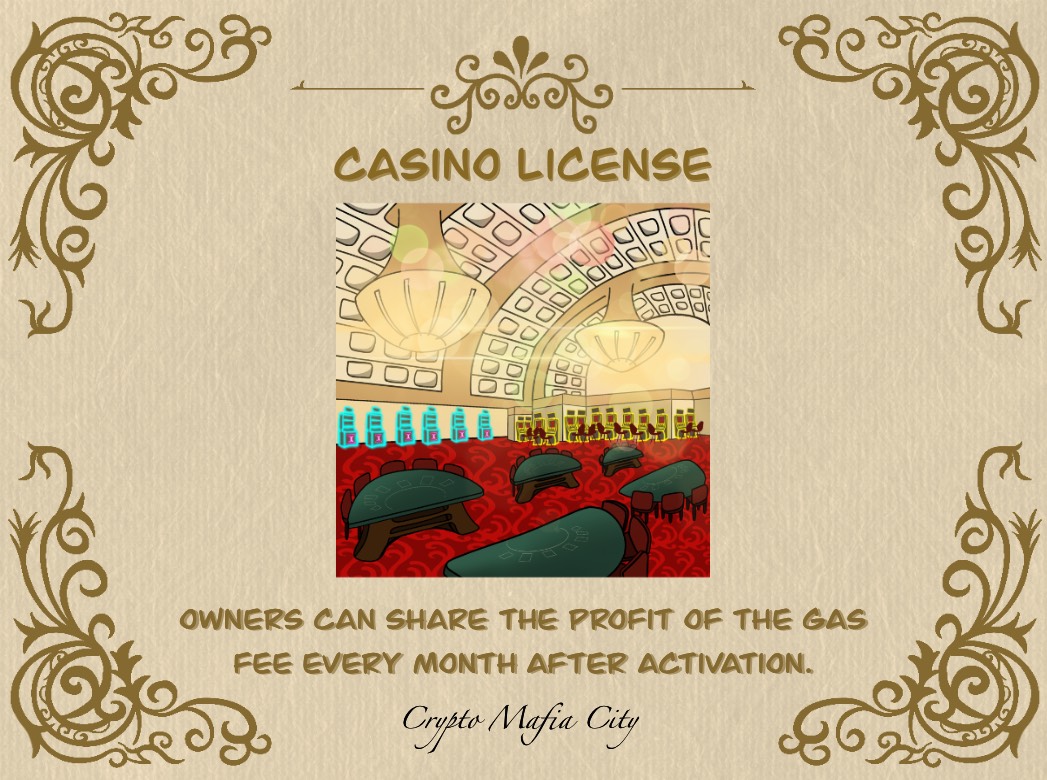 CASINO LICENSE
OWNERS CAN SHARE THE PROFIT OF THE GAS
FEE EVERY MONTH AFTER ACTIVATION.
Crypto Mafia City